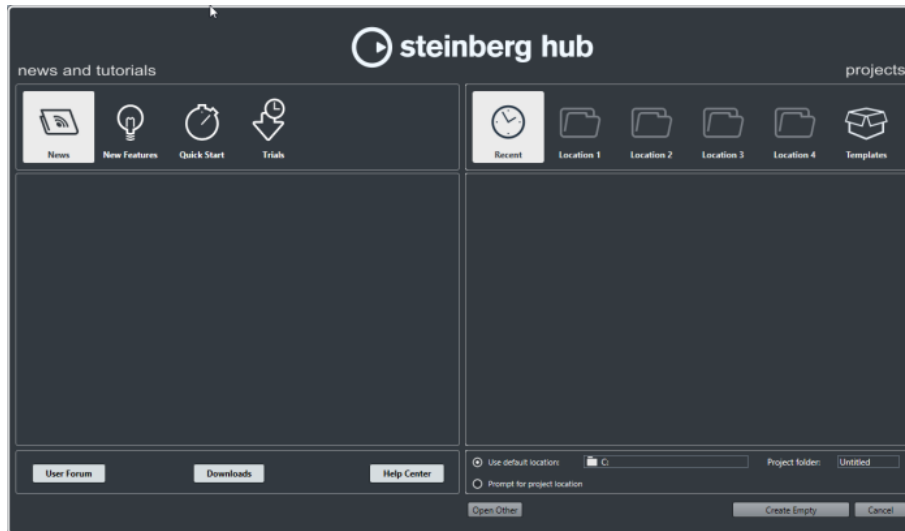 steinberg hub
news and tutorials
projects
News
New Features
Quick Start
Trials
Recent
Location 1
Location 2
Location 3
Location 4
Templates
User Forum
Downloads
Help Center
Use default location:
C:
Project folder:
Untitled
Prompt for project location
Open Other
Create Empty
Cancel